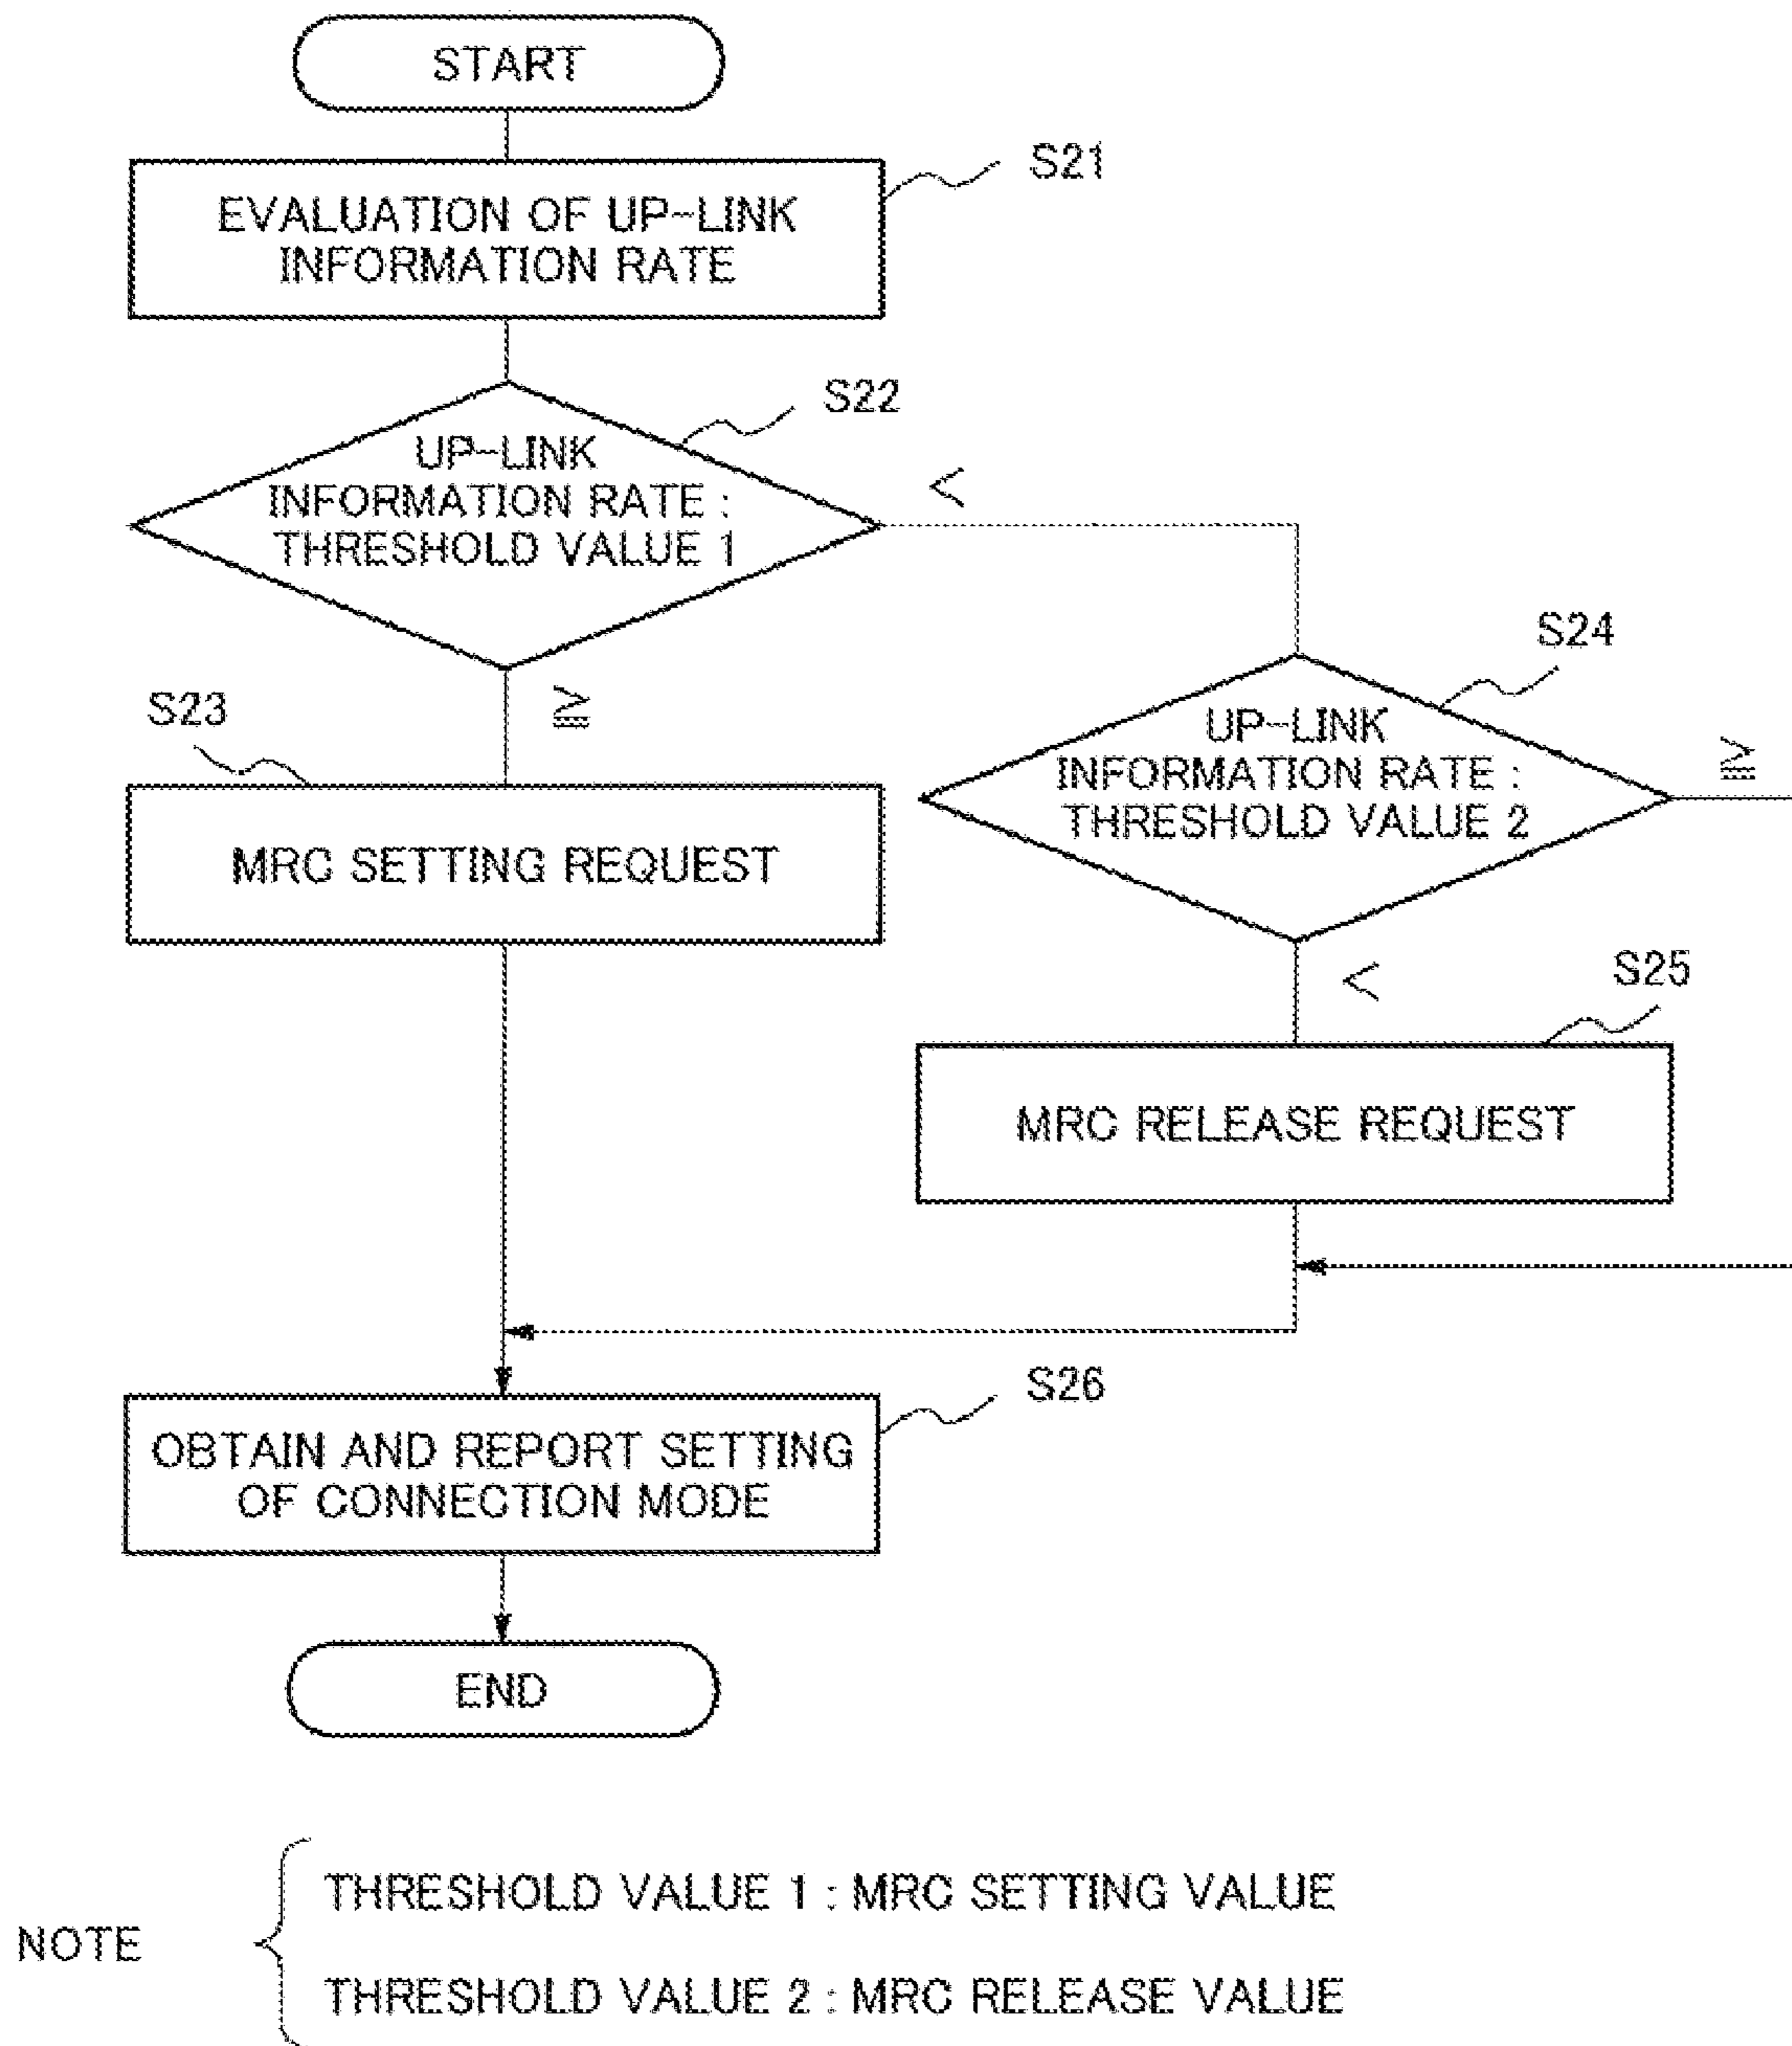 START
S21
EVALUATION OF UP-LINK
INFORMATION RATE
S22
UP-LINK
INFORMATION RATE :
THRESHOLD VALUE 1
<
S23
≧
MRC SETTING REQUEST
S24
UP-LINK
INFORMATION RATE :
THRESHOLD VALUE 2
≧
<
S25
MRC RELEASE REQUEST
S26
OBTAIN AND REPORT SETTING
OF CONNECTION MODE
END
NOTE
THRESHOLD VALUE 1 : MRC SETTING VALUE
THRESHOLD VALUE 2 : MRC RELEASE VALUE